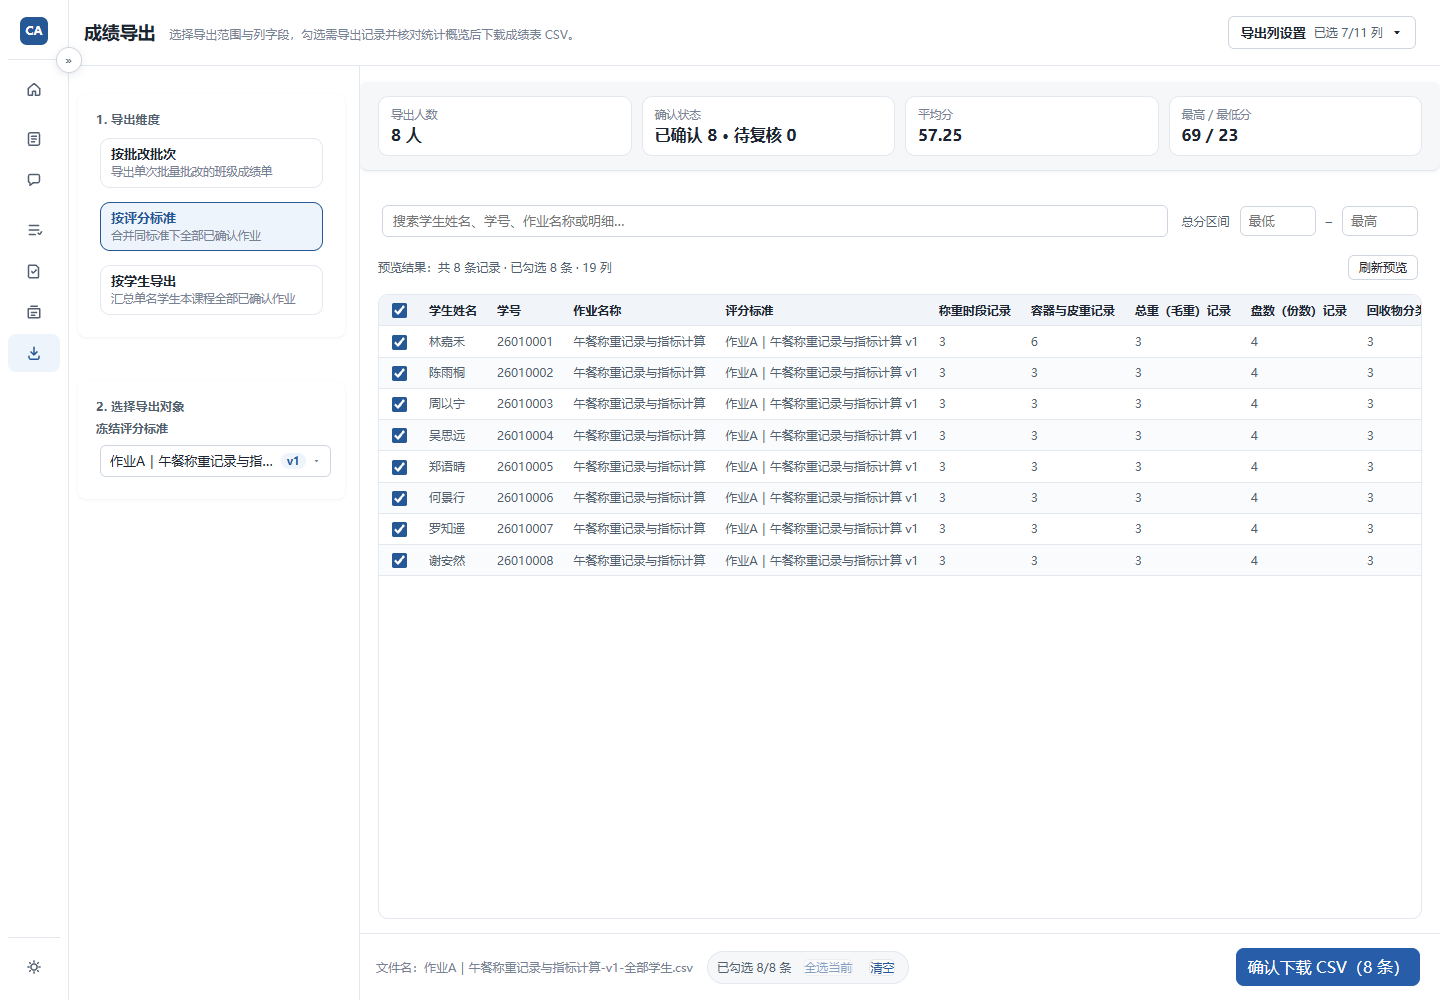 CA
成绩导出 选择导出范围与列字段，勾选需导出记录并核对统计概览后下载成绩表 CSV。
导出列设置 已选 7/11 列
»
1. 导出维度
按批改批次
导出单次批量批改的班级成绩单
按评分标准
合并同标准下全部已确认作业
按学生导出
汇总单名学生本课程全部已确认作业
2. 选择导出对象
冻结评分标准
作业A｜午餐称重记录与指... v1
导出人数
8 人
确认状态
已确认 8 • 待复核 0
平均分
57.25
最高 / 最低分
69 / 23
搜索学生姓名、学号、作业名称或明细... 总分区间 最低 – 最高
预览结果：共 8 条记录 · 已勾选 8 条 · 19 列 刷新预览
学生姓名 学号 作业名称 评分标准 称重时段记录 容器与皮重记录 总重（毛重）记录 盘数（份数）记录 回收物分类
林嘉禾 26010001 午餐称重记录与指标计算 作业A｜午餐称重记录与指标计算 v1 3 6 3 4 3
陈雨桐 26010002 午餐称重记录与指标计算 作业A｜午餐称重记录与指标计算 v1 3 3 3 4 3
周以宁 26010003 午餐称重记录与指标计算 作业A｜午餐称重记录与指标计算 v1 3 3 3 4 3
吴思远 26010004 午餐称重记录与指标计算 作业A｜午餐称重记录与指标计算 v1 3 3 3 4 3
郑语晴 26010005 午餐称重记录与指标计算 作业A｜午餐称重记录与指标计算 v1 3 3 3 4 3
何景行 26010006 午餐称重记录与指标计算 作业A｜午餐称重记录与指标计算 v1 3 3 3 4 3
罗知遥 26010007 午餐称重记录与指标计算 作业A｜午餐称重记录与指标计算 v1 3 3 3 4 3
谢安然 26010008 午餐称重记录与指标计算 作业A｜午餐称重记录与指标计算 v1 3 3 3 4 3
文件名：作业A｜午餐称重记录与指标计算-v1-全部学生.csv 已勾选 8/8 条 全选当前 清空 确认下载 CSV（8 条）